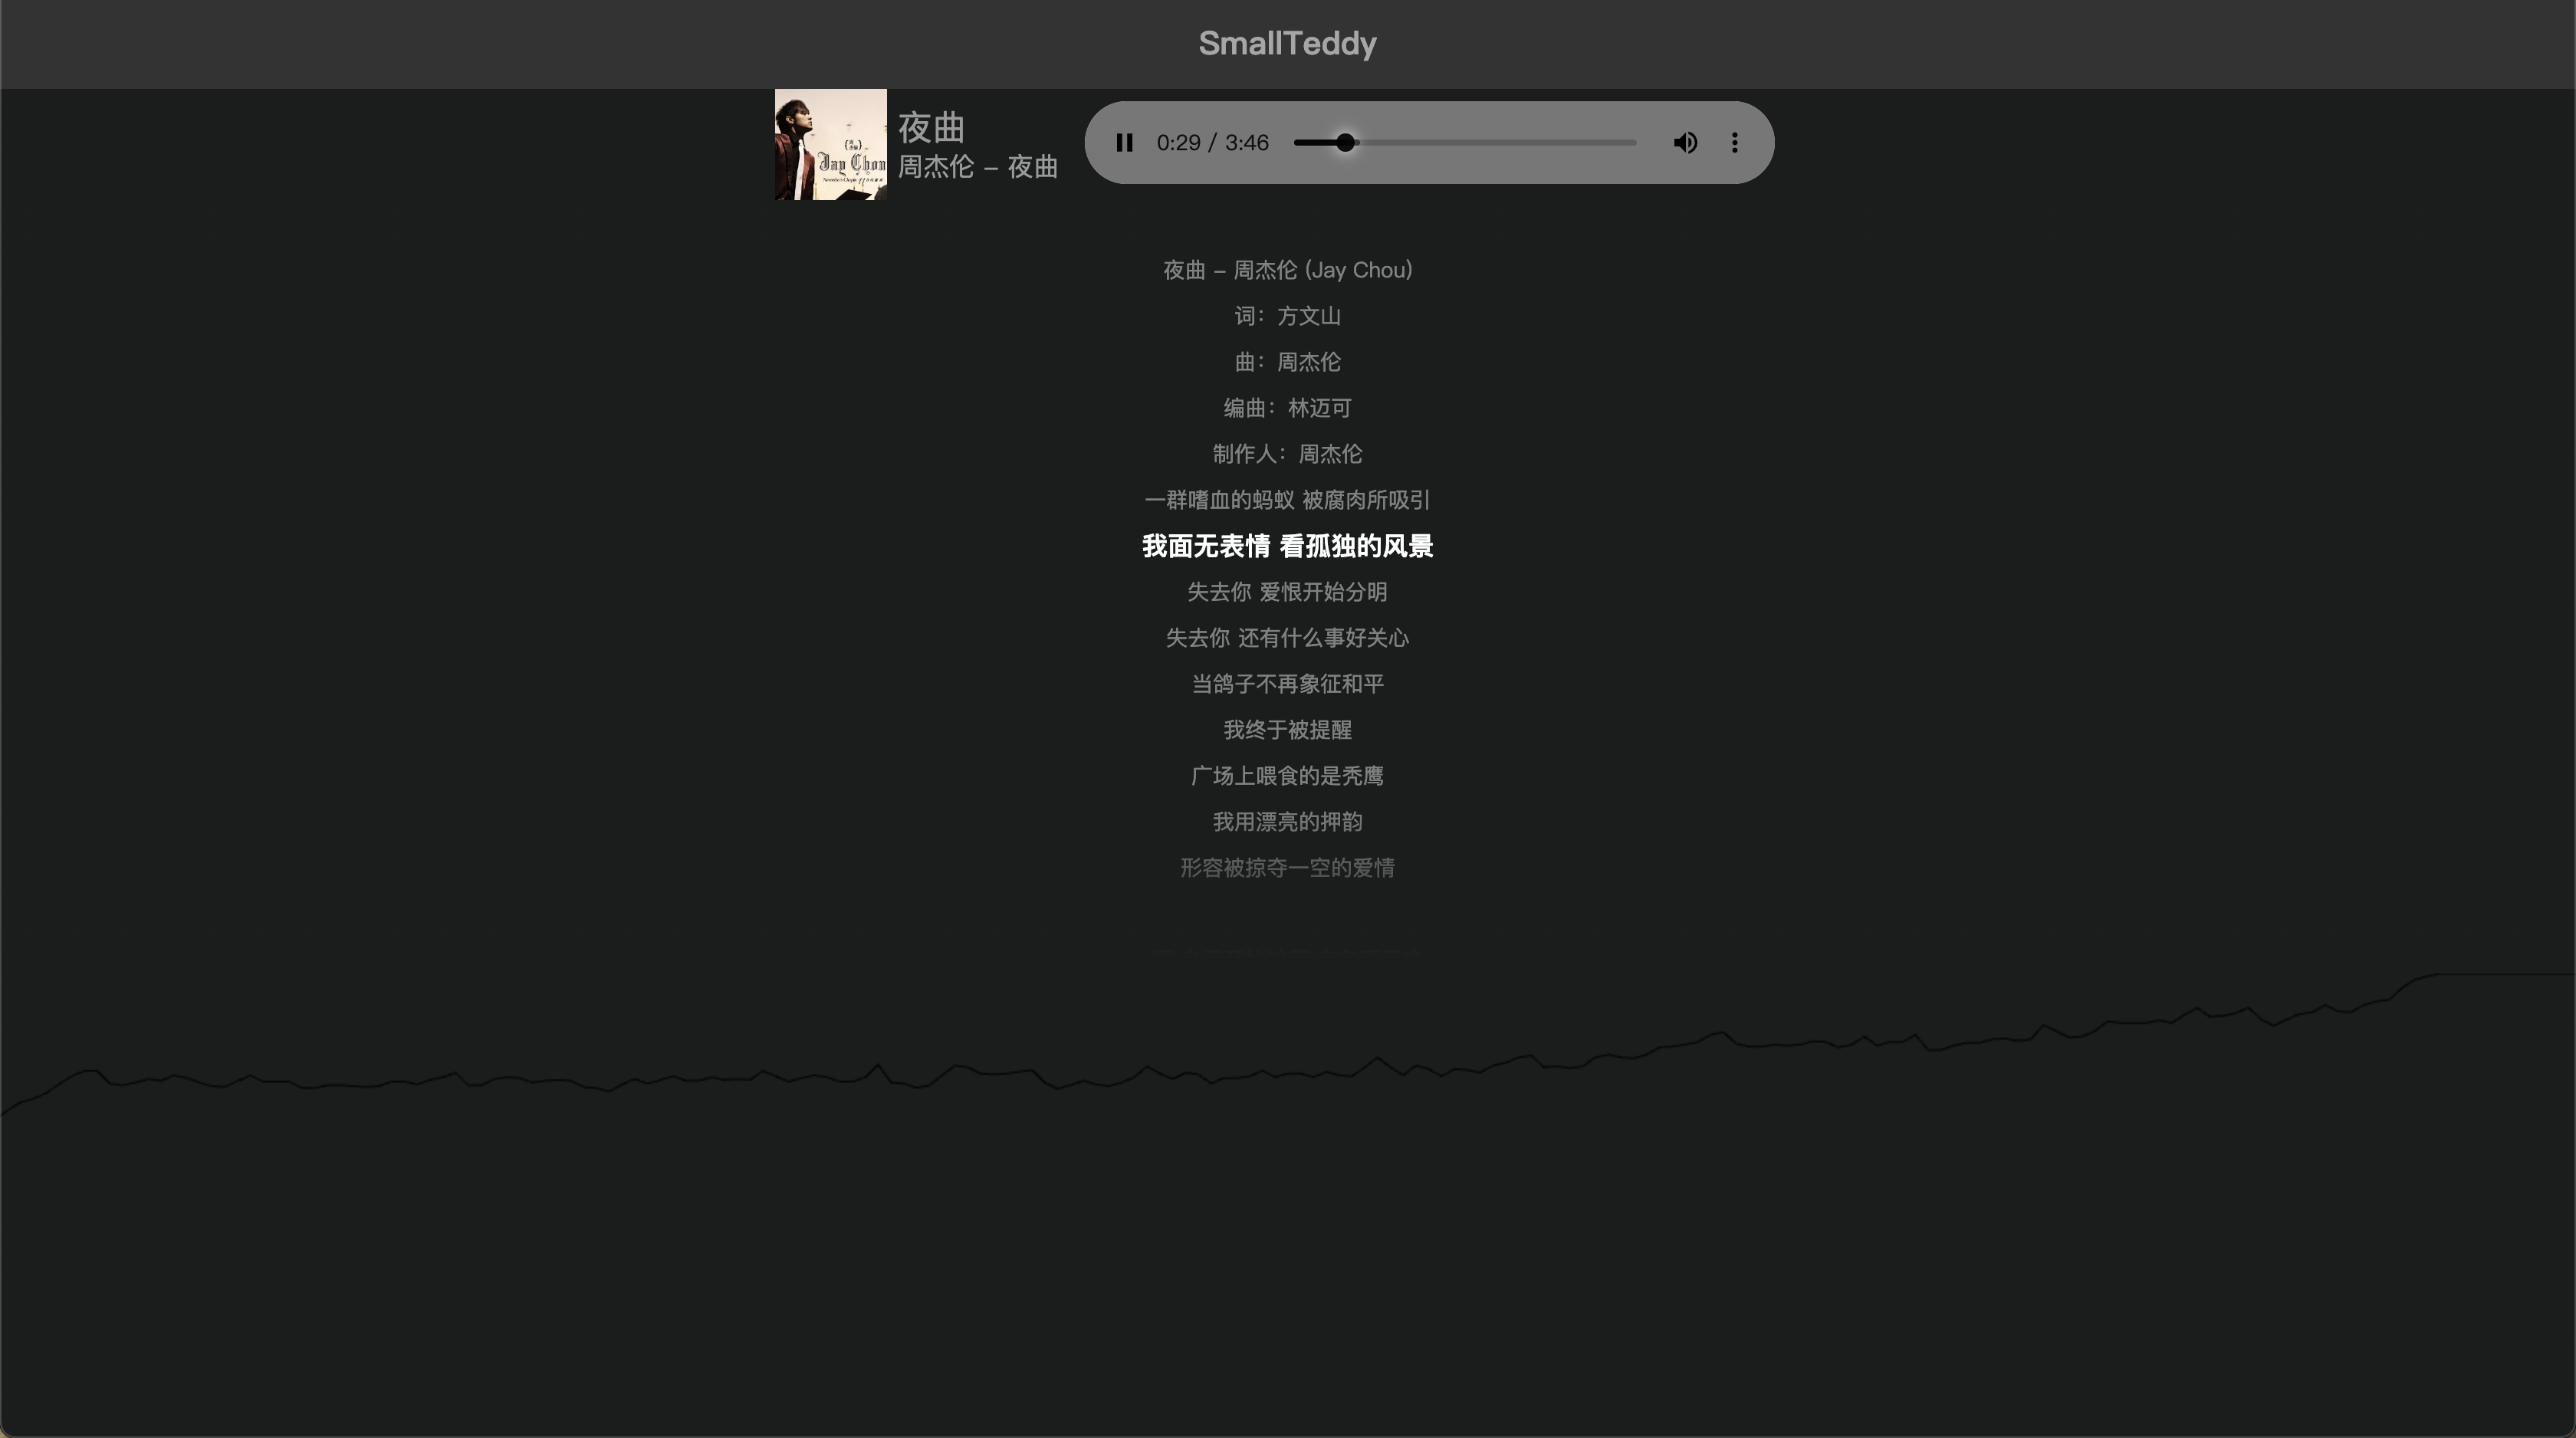 SmallTeddy
夜曲
周杰伦 - 夜曲
Jay Chou
0:29 / 3:46
夜曲 - 周杰伦 (Jay Chou)
词：方文山
曲：周杰伦
编曲：林迈可
制作人：周杰伦
一群嗜血的蚂蚁 被腐肉所吸引
我面无表情 看孤独的风景
失去你 爱恨开始分明
失去你 还有什么事好关心
当鸽子不再象征和平
我终于被提醒
广场上喂食的是秃鹰
我用漂亮的押韵
形容被掠夺一空的爱情